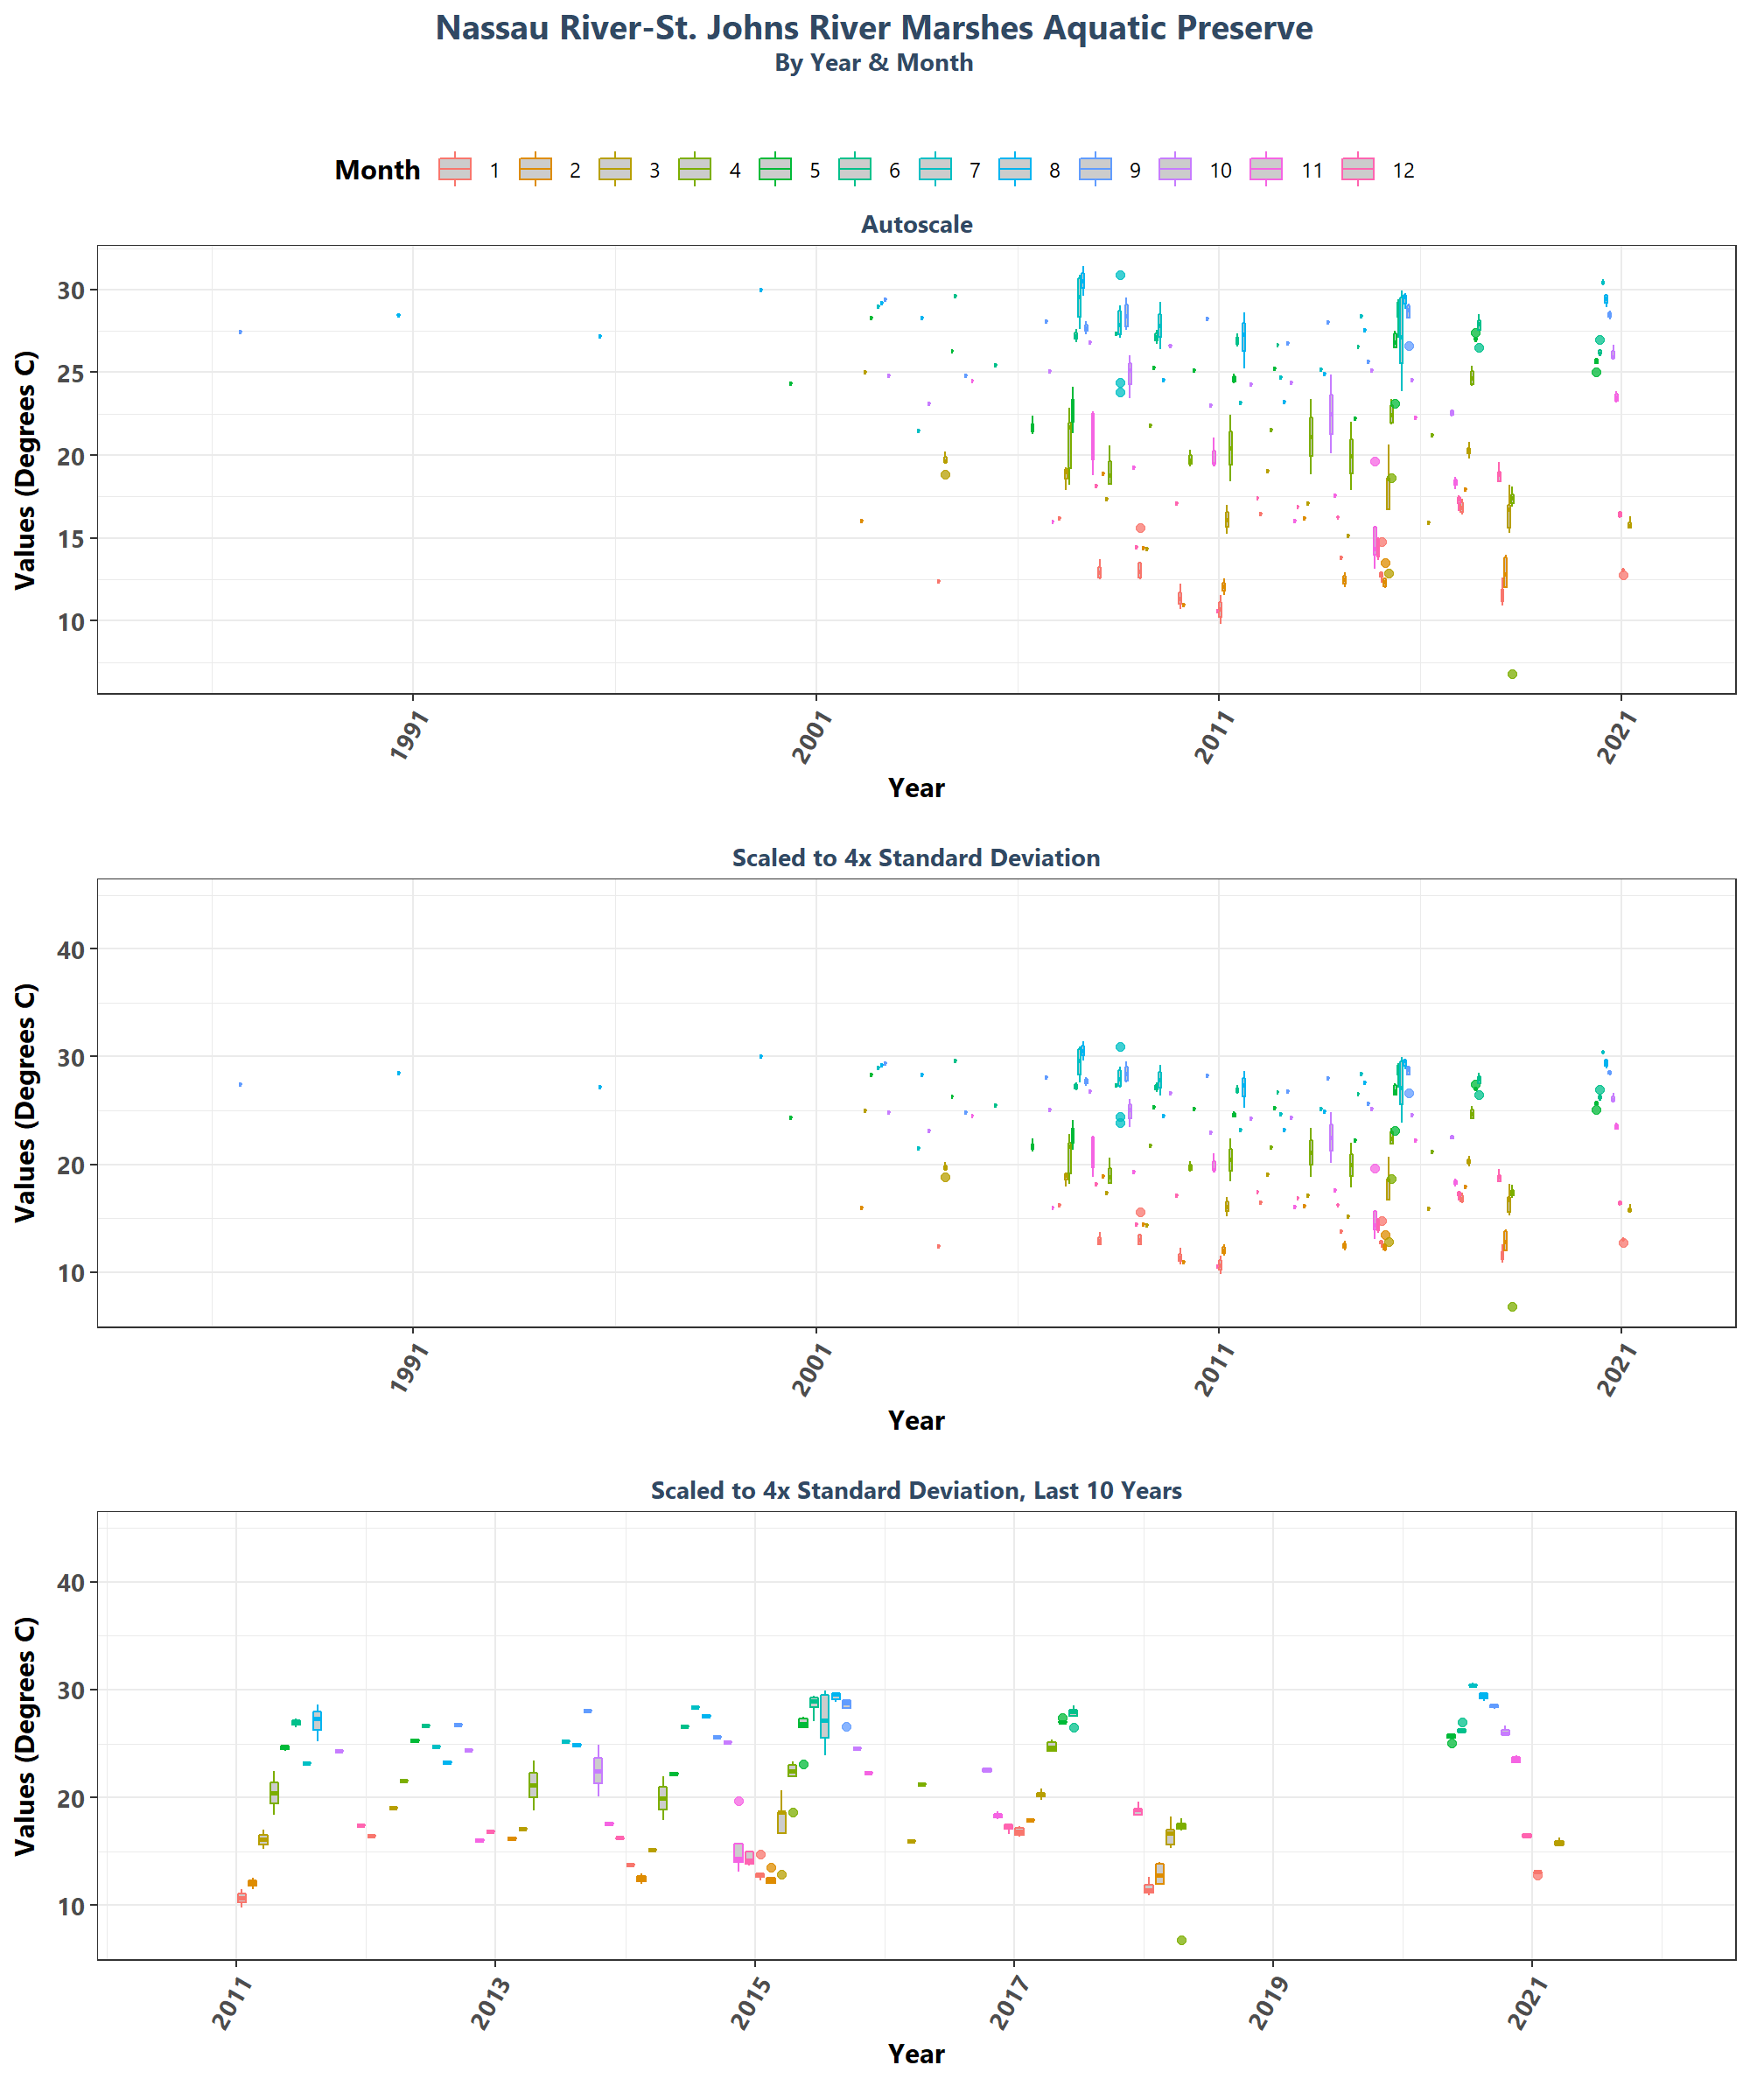 Nassau River-St. Johns River Marshes Aquatic Preserve
By Year & Month
Month 1 2 3 4 5 6 7 8 9 10 11 12
Autoscale
Values (Degrees C)
30
25
20
15
10
1991 2001 2011 2021
Year
Scaled to 4x Standard Deviation
Values (Degrees C)
40
30
20
10
1991 2001 2011 2021
Year
Scaled to 4x Standard Deviation, Last 10 Years
Values (Degrees C)
40
30
20
10
2011 2013 2015 2017 2019 2021
Year